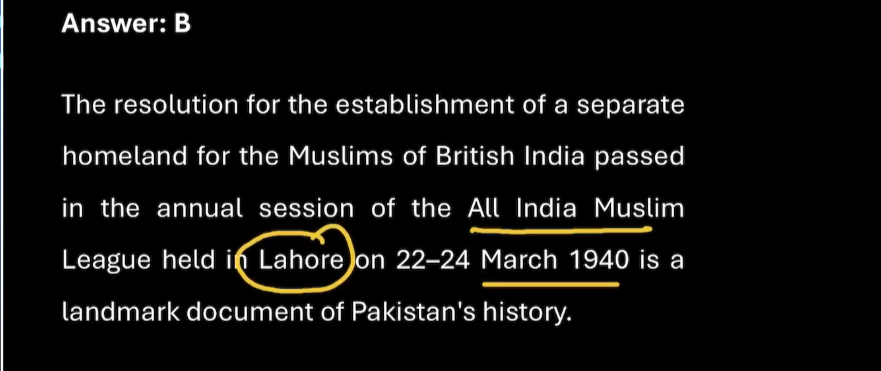 Answer: B
The resolution for the establishment of a separate
homeland for the Muslims of British India passed
in the annual session of the All India Muslim
League held in Lahore on 22–24 March 1940 is a
landmark document of Pakistan's history.